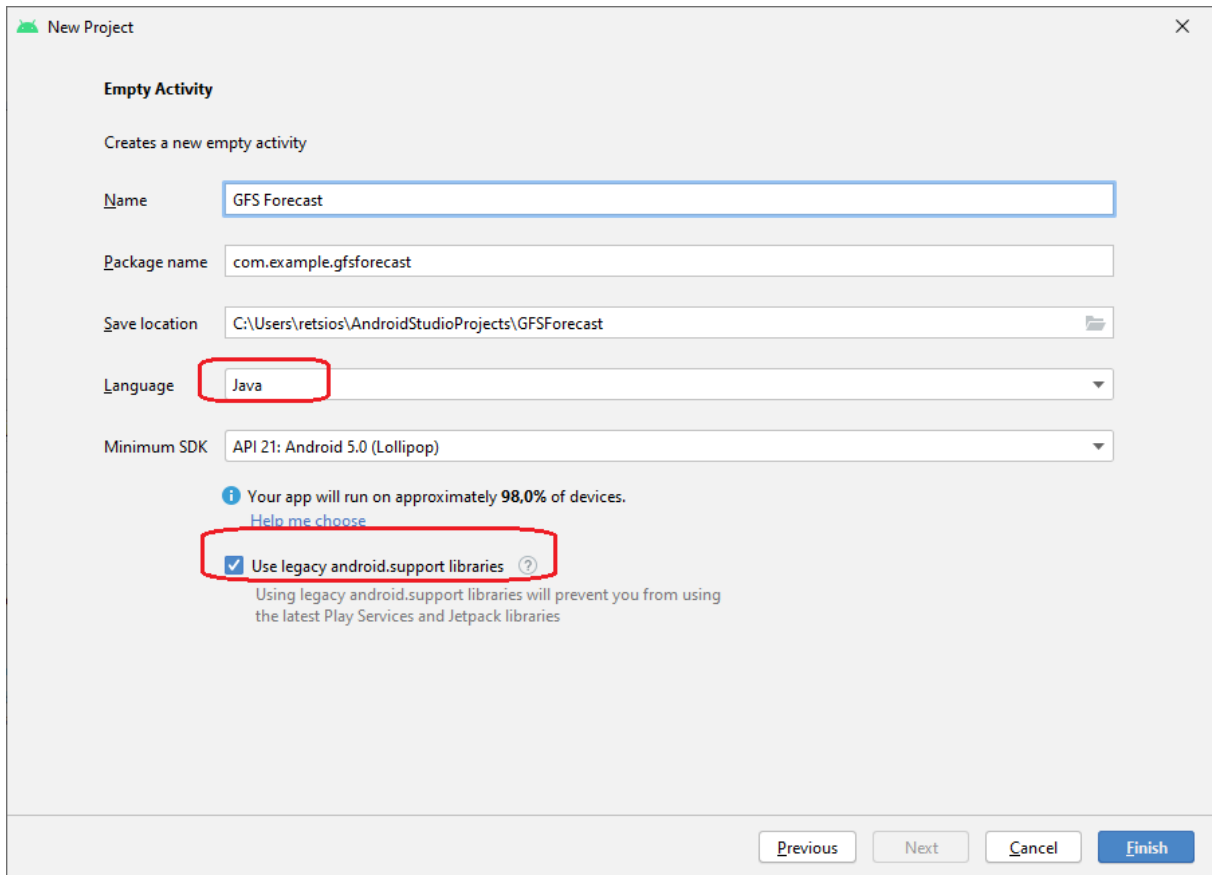 New Project
Empty Activity
Creates a new empty activity
Name GFS Forecast
Package name com.example.gfsforecast
Save location C:\Users\retsios\AndroidStudioProjects\GFSForecast
Language Java
Minimum SDK API 21: Android 5.0 (Lollipop)
Your app will run on approximately 98,0% of devices.
Help me choose
Use legacy android.support libraries ?
Using legacy android.support libraries will prevent you from using
the latest Play Services and Jetpack libraries
Previous Next Cancel Finish